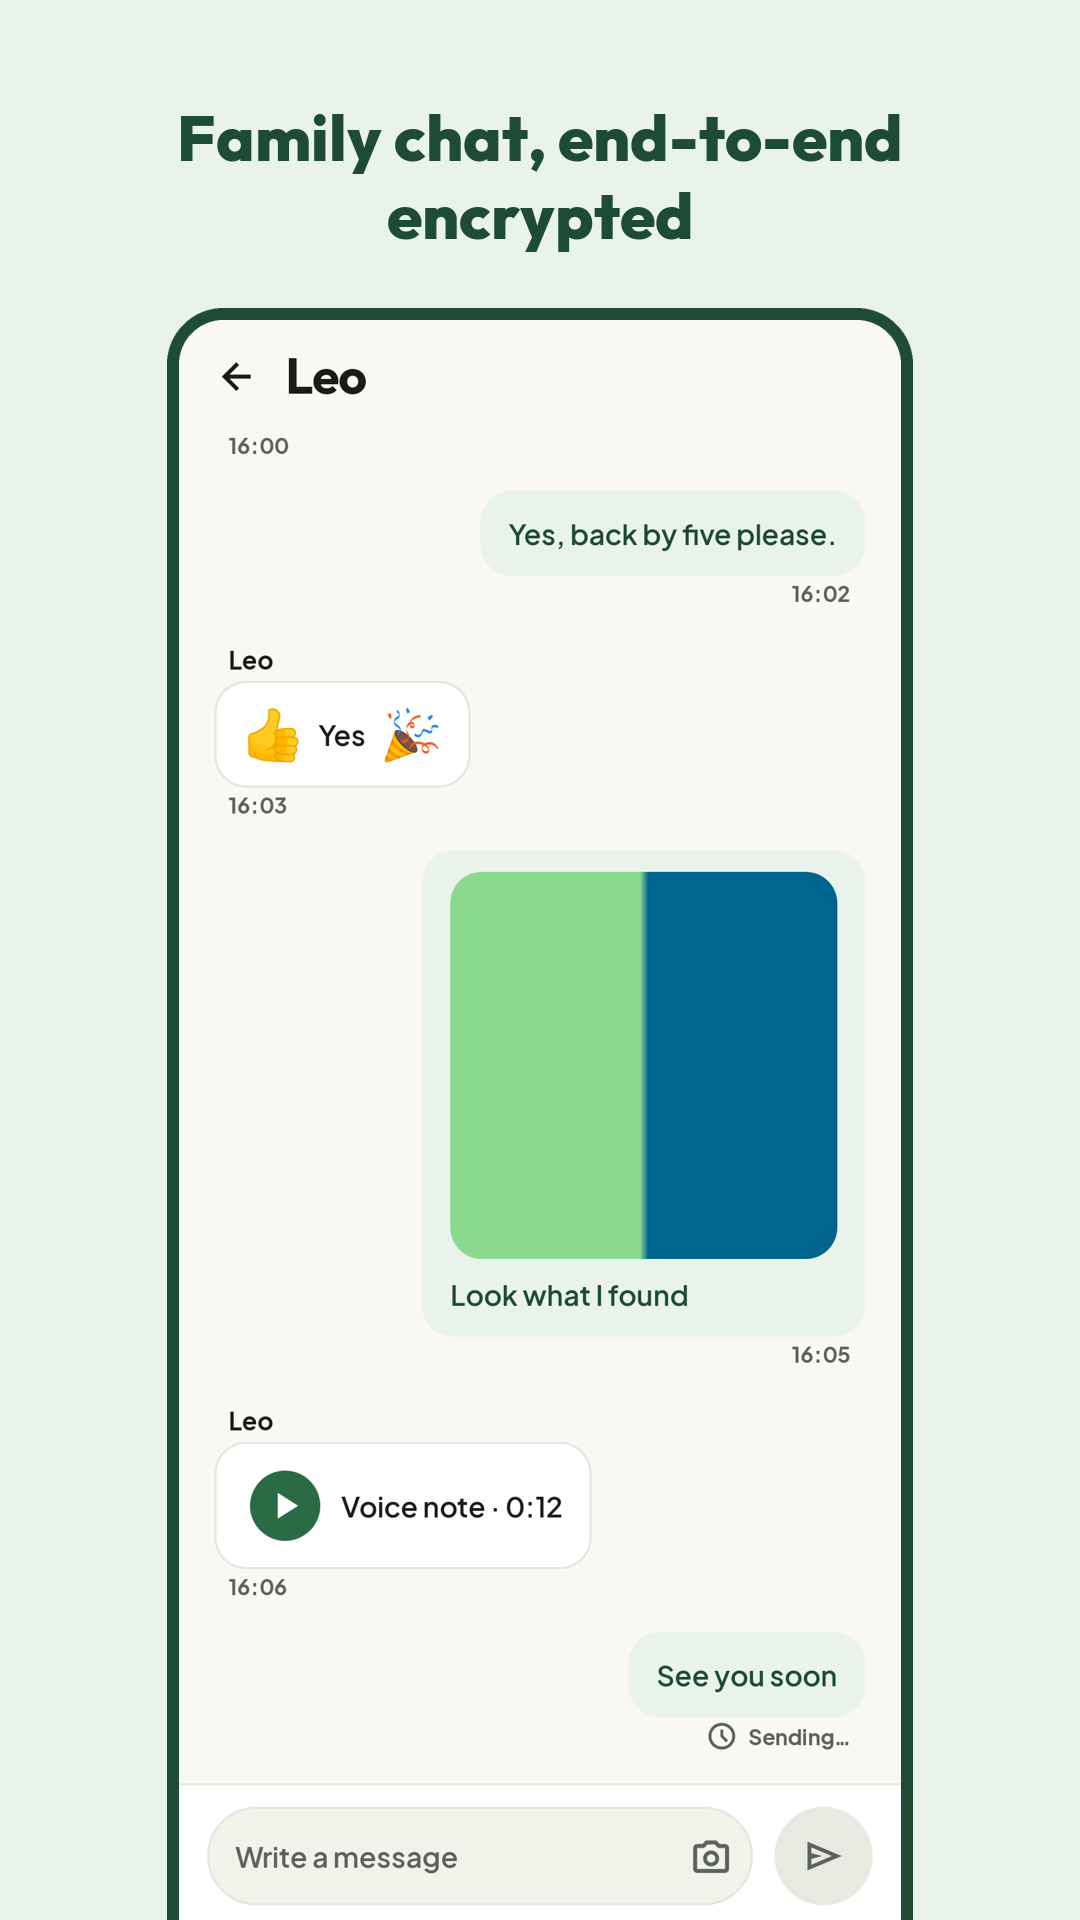 Family chat, end-to-end
encrypted
Leo
16:00
Yes, back by five please.
16:02
Leo
👍 Yes 🎉
16:03
Look what I found
16:05
Leo
Voice note · 0:12
16:06
See you soon
Sending…
Write a message